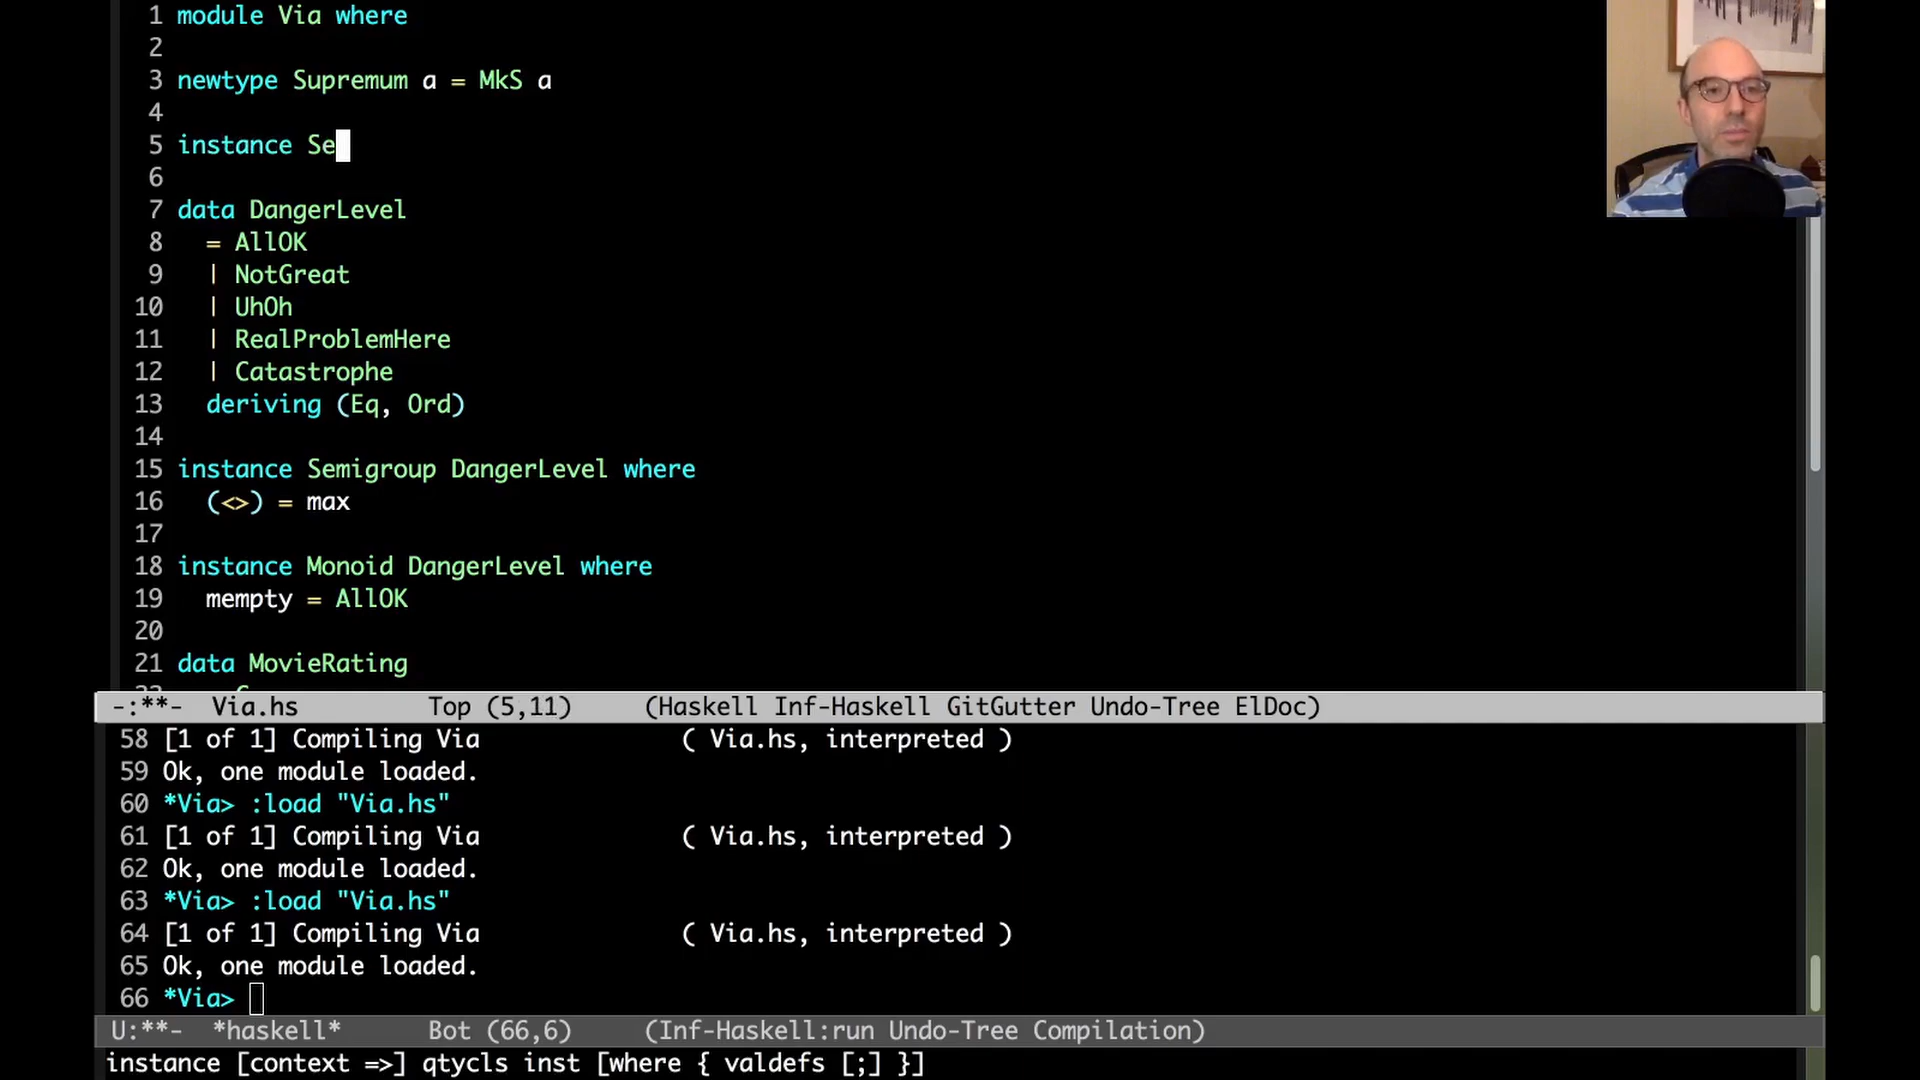 1 module Via where
2
3 newtype Supremum a = MkS a
4
5 instance Se
6
7 data DangerLevel
8   = AllOK
9   | NotGreat
10   | UhOh
11   | RealProblemHere
12   | Catastrophe
13   deriving (Eq, Ord)
14
15 instance Semigroup DangerLevel where
16   (<>) = max
17
18 instance Monoid DangerLevel where
19   mempty = AllOK
20
21 data MovieRating
-:**-  Via.hs         Top (5,11)     (Haskell Inf-Haskell GitGutter Undo-Tree ElDoc)
58 [1 of 1] Compiling Via              ( Via.hs, interpreted )
59 Ok, one module loaded.
60 *Via> :load "Via.hs"
61 [1 of 1] Compiling Via              ( Via.hs, interpreted )
62 Ok, one module loaded.
63 *Via> :load "Via.hs"
64 [1 of 1] Compiling Via              ( Via.hs, interpreted )
65 Ok, one module loaded.
66 *Via>
U:**-  *haskell*      Bot (66,6)     (Inf-Haskell:run Undo-Tree Compilation)
instance [context =>] qtycls inst [where { valdefs [;] }]